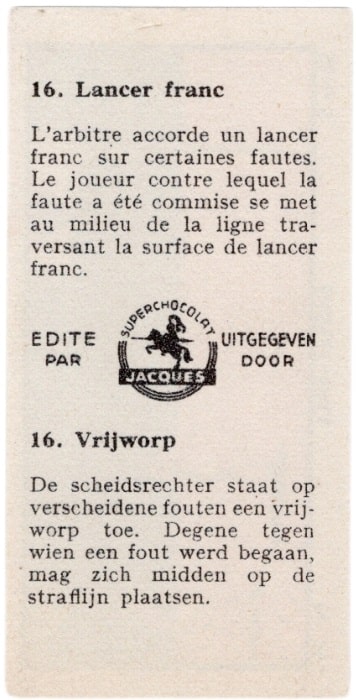 16. Lancer franc
L'arbitre accorde un lancer
franc sur certaines fautes.
Le joueur contre lequel la
faute a été commise se met
au milieu de la ligne tra-
versant la surface de lancer
franc.
EDITE
PAR
SUPERCHOCOLAT
JACQUES
UITGEGEVEN
DOOR
16. Vrijworp
De scheidsrechter staat op
verscheidene fouten een vrij-
worp toe. Degene tegen
wien een fout werd begaan,
mag zich midden op de
straflijn plaatsen.